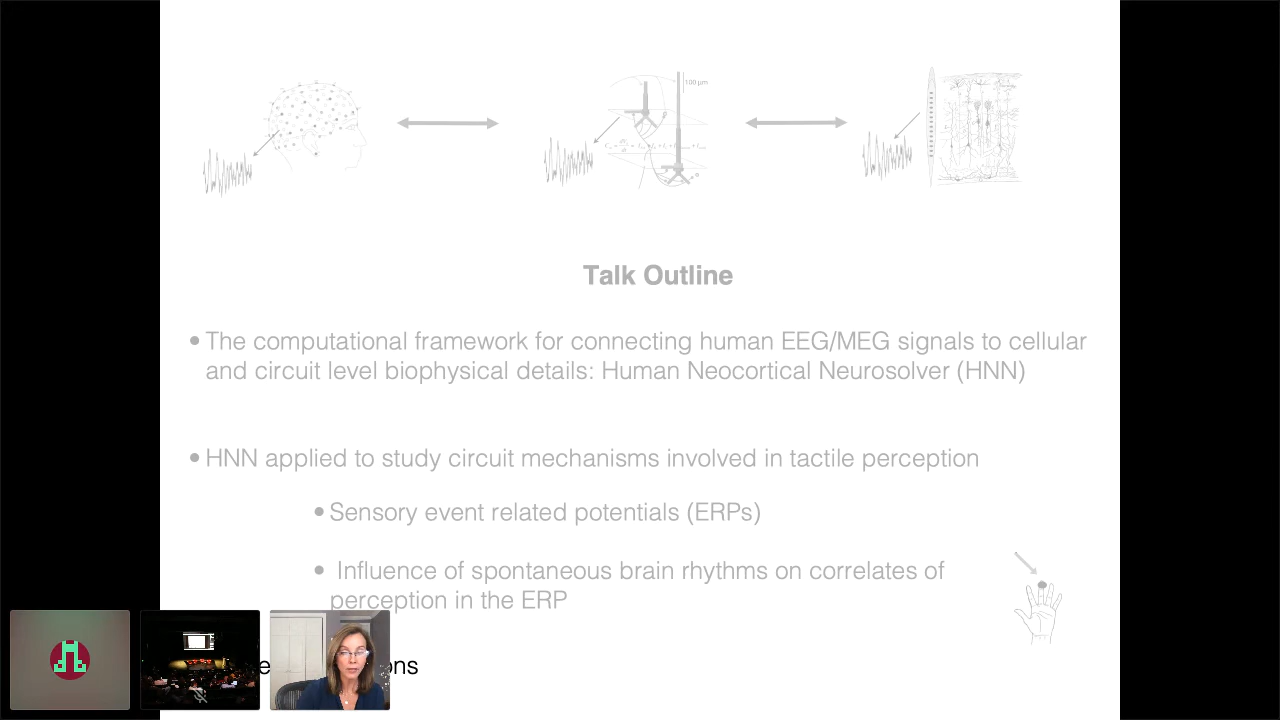 100 μm
Talk Outline
• The computational framework for connecting human EEG/MEG signals to cellular
and circuit level biophysical details: Human Neocortical Neurosolver (HNN)
• HNN applied to study circuit mechanisms involved in tactile perception
• Sensory event related potentials (ERPs)
• Influence of spontaneous brain rhythms on correlates of
perception in the ERP